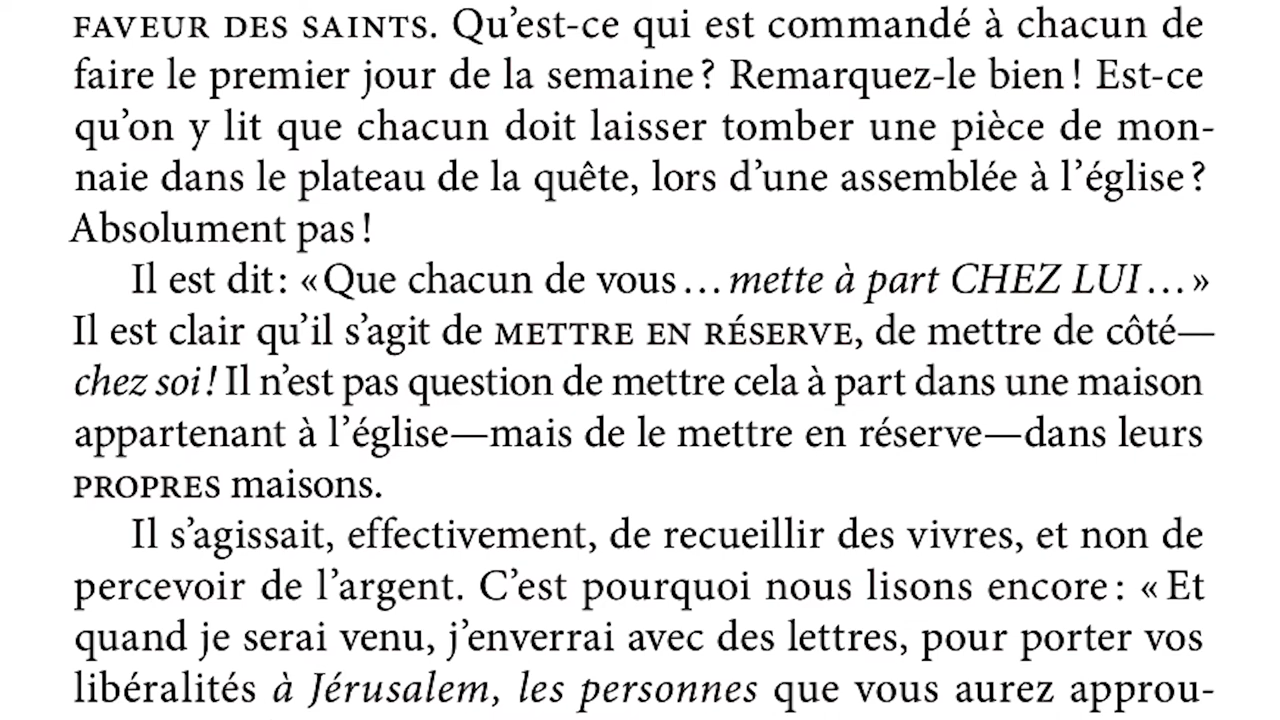 FAVEUR DES SAINTS. Qu’est-ce qui est commandé à chacun de
faire le premier jour de la semaine ? Remarquez-le bien ! Est-ce
qu’on y lit que chacun doit laisser tomber une pièce de mon-
naie dans le plateau de la quête, lors d’une assemblée à l’église ?
Absolument pas !
Il est dit : « Que chacun de vous … mette à part CHEZ LUI … »
Il est clair qu’il s’agit de METTRE EN RÉSERVE, de mettre de côté—
chez soi ! Il n’est pas question de mettre cela à part dans une maison
appartenant à l’église—mais de le mettre en réserve—dans leurs
PROPRES maisons.
Il s’agissait, effectivement, de recueillir des vivres, et non de
percevoir de l’argent. C’est pourquoi nous lisons encore : « Et
quand je serai venu, j’enverrai avec des lettres, pour porter vos
libéralités à Jérusalem, les personnes que vous aurez approu-